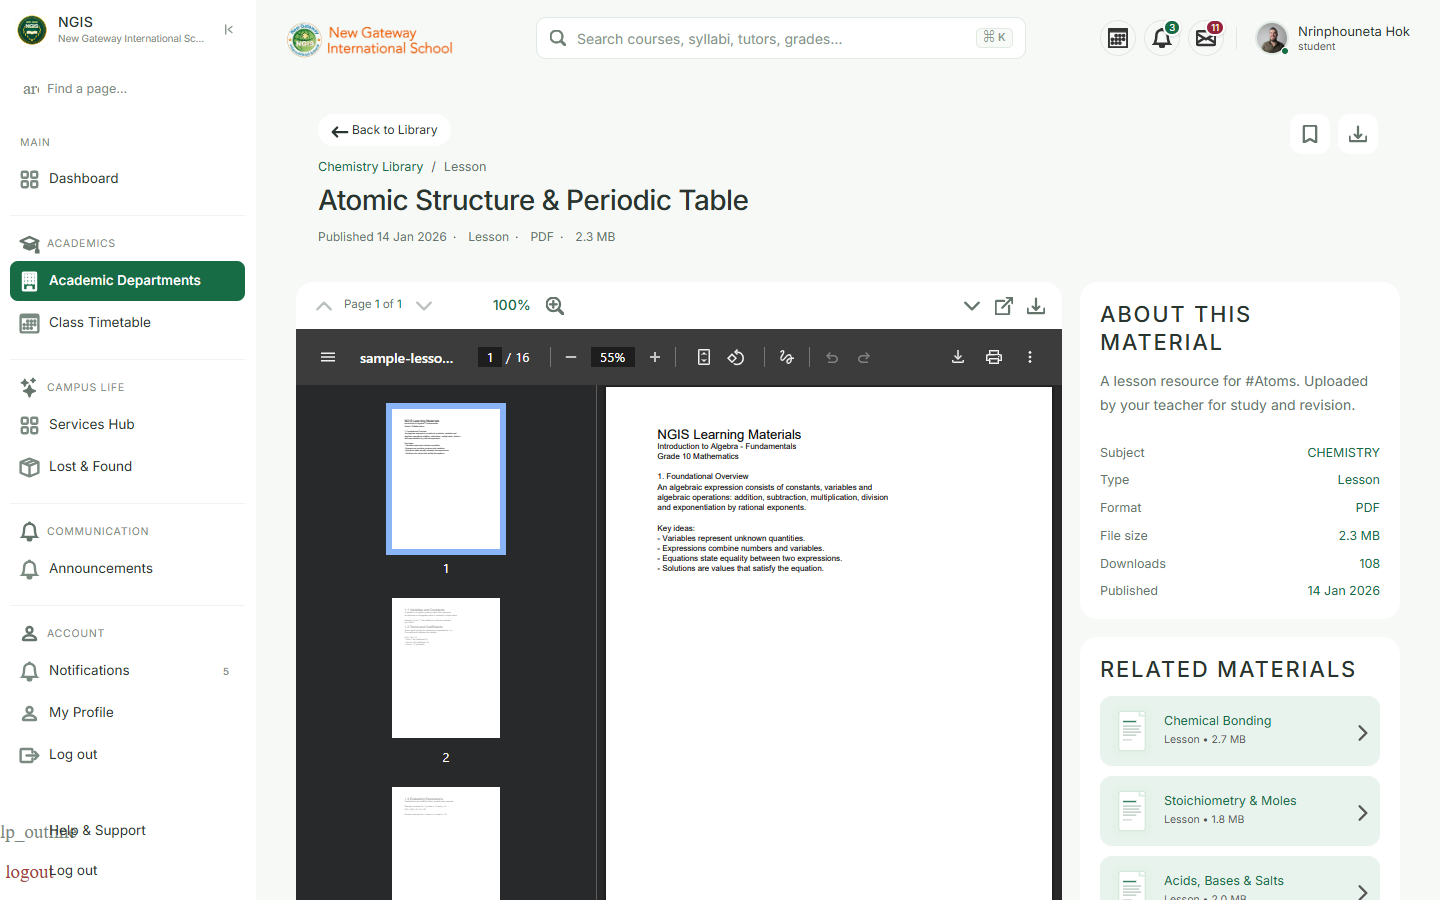 NGIS
New Gateway International Sc...
Find a page...
MAIN
Dashboard
ACADEMICS
Academic Departments
Class Timetable
CAMPUS LIFE
Services Hub
Lost & Found
COMMUNICATION
Announcements
ACCOUNT
Notifications 5
My Profile
Log out
Help & Support
logout Log out
New Gateway
International School
Search courses, syllabi, tutors, grades...
⌘ K
3
11
Nrinphouneta Hok
student
Back to Library
Chemistry Library / Lesson
Atomic Structure & Periodic Table
Published 14 Jan 2026 · Lesson · PDF · 2.3 MB
Page 1 of 1
100%
sample-lesso...
1 / 16
55%
1
2
NGIS Learning Materials
Introduction to Algebra - Fundamentals
Grade 10 Mathematics
1. Foundational Overview
An algebraic expression consists of constants, variables and
algebraic operations: addition, subtraction, multiplication, division
and exponentiation by rational exponents.
Key ideas:
- Variables represent unknown quantities.
- Expressions combine numbers and variables.
- Equations state equality between two expressions.
- Solutions are values that satisfy the equation.
ABOUT THIS
MATERIAL
A lesson resource for #Atoms. Uploaded
by your teacher for study and revision.
Subject CHEMISTRY
Type Lesson
Format PDF
File size 2.3 MB
Downloads 108
Published 14 Jan 2026
RELATED MATERIALS
Chemical Bonding
Lesson • 2.7 MB
Stoichiometry & Moles
Lesson • 1.8 MB
Acids, Bases & Salts
Lesson • 2.0 MB